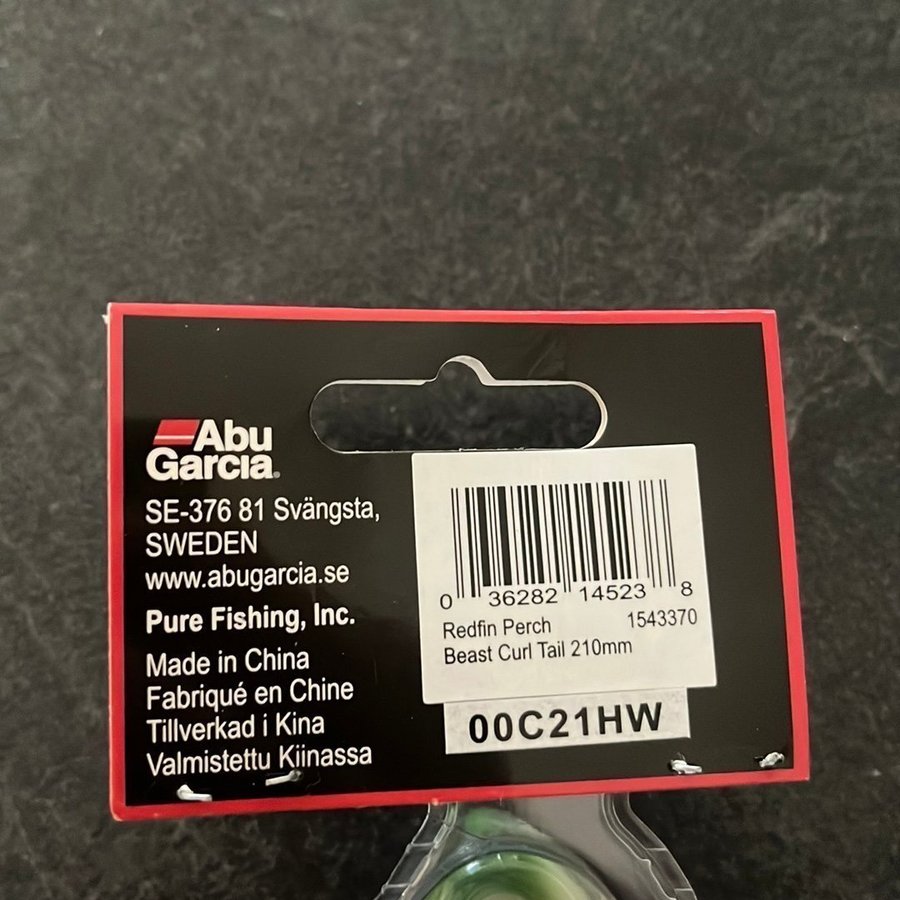 Abu
Garcia
SE-376 81 Svängsta,
SWEDEN
www.abugarcia.se
Pure Fishing, Inc.
Made in China
Fabriqué en Chine
Tillverkad i Kina
Valmistettu Kiinassa
0 36282 14523 8
Redfin Perch 1543370
Beast Curl Tail 210mm
00C21HW